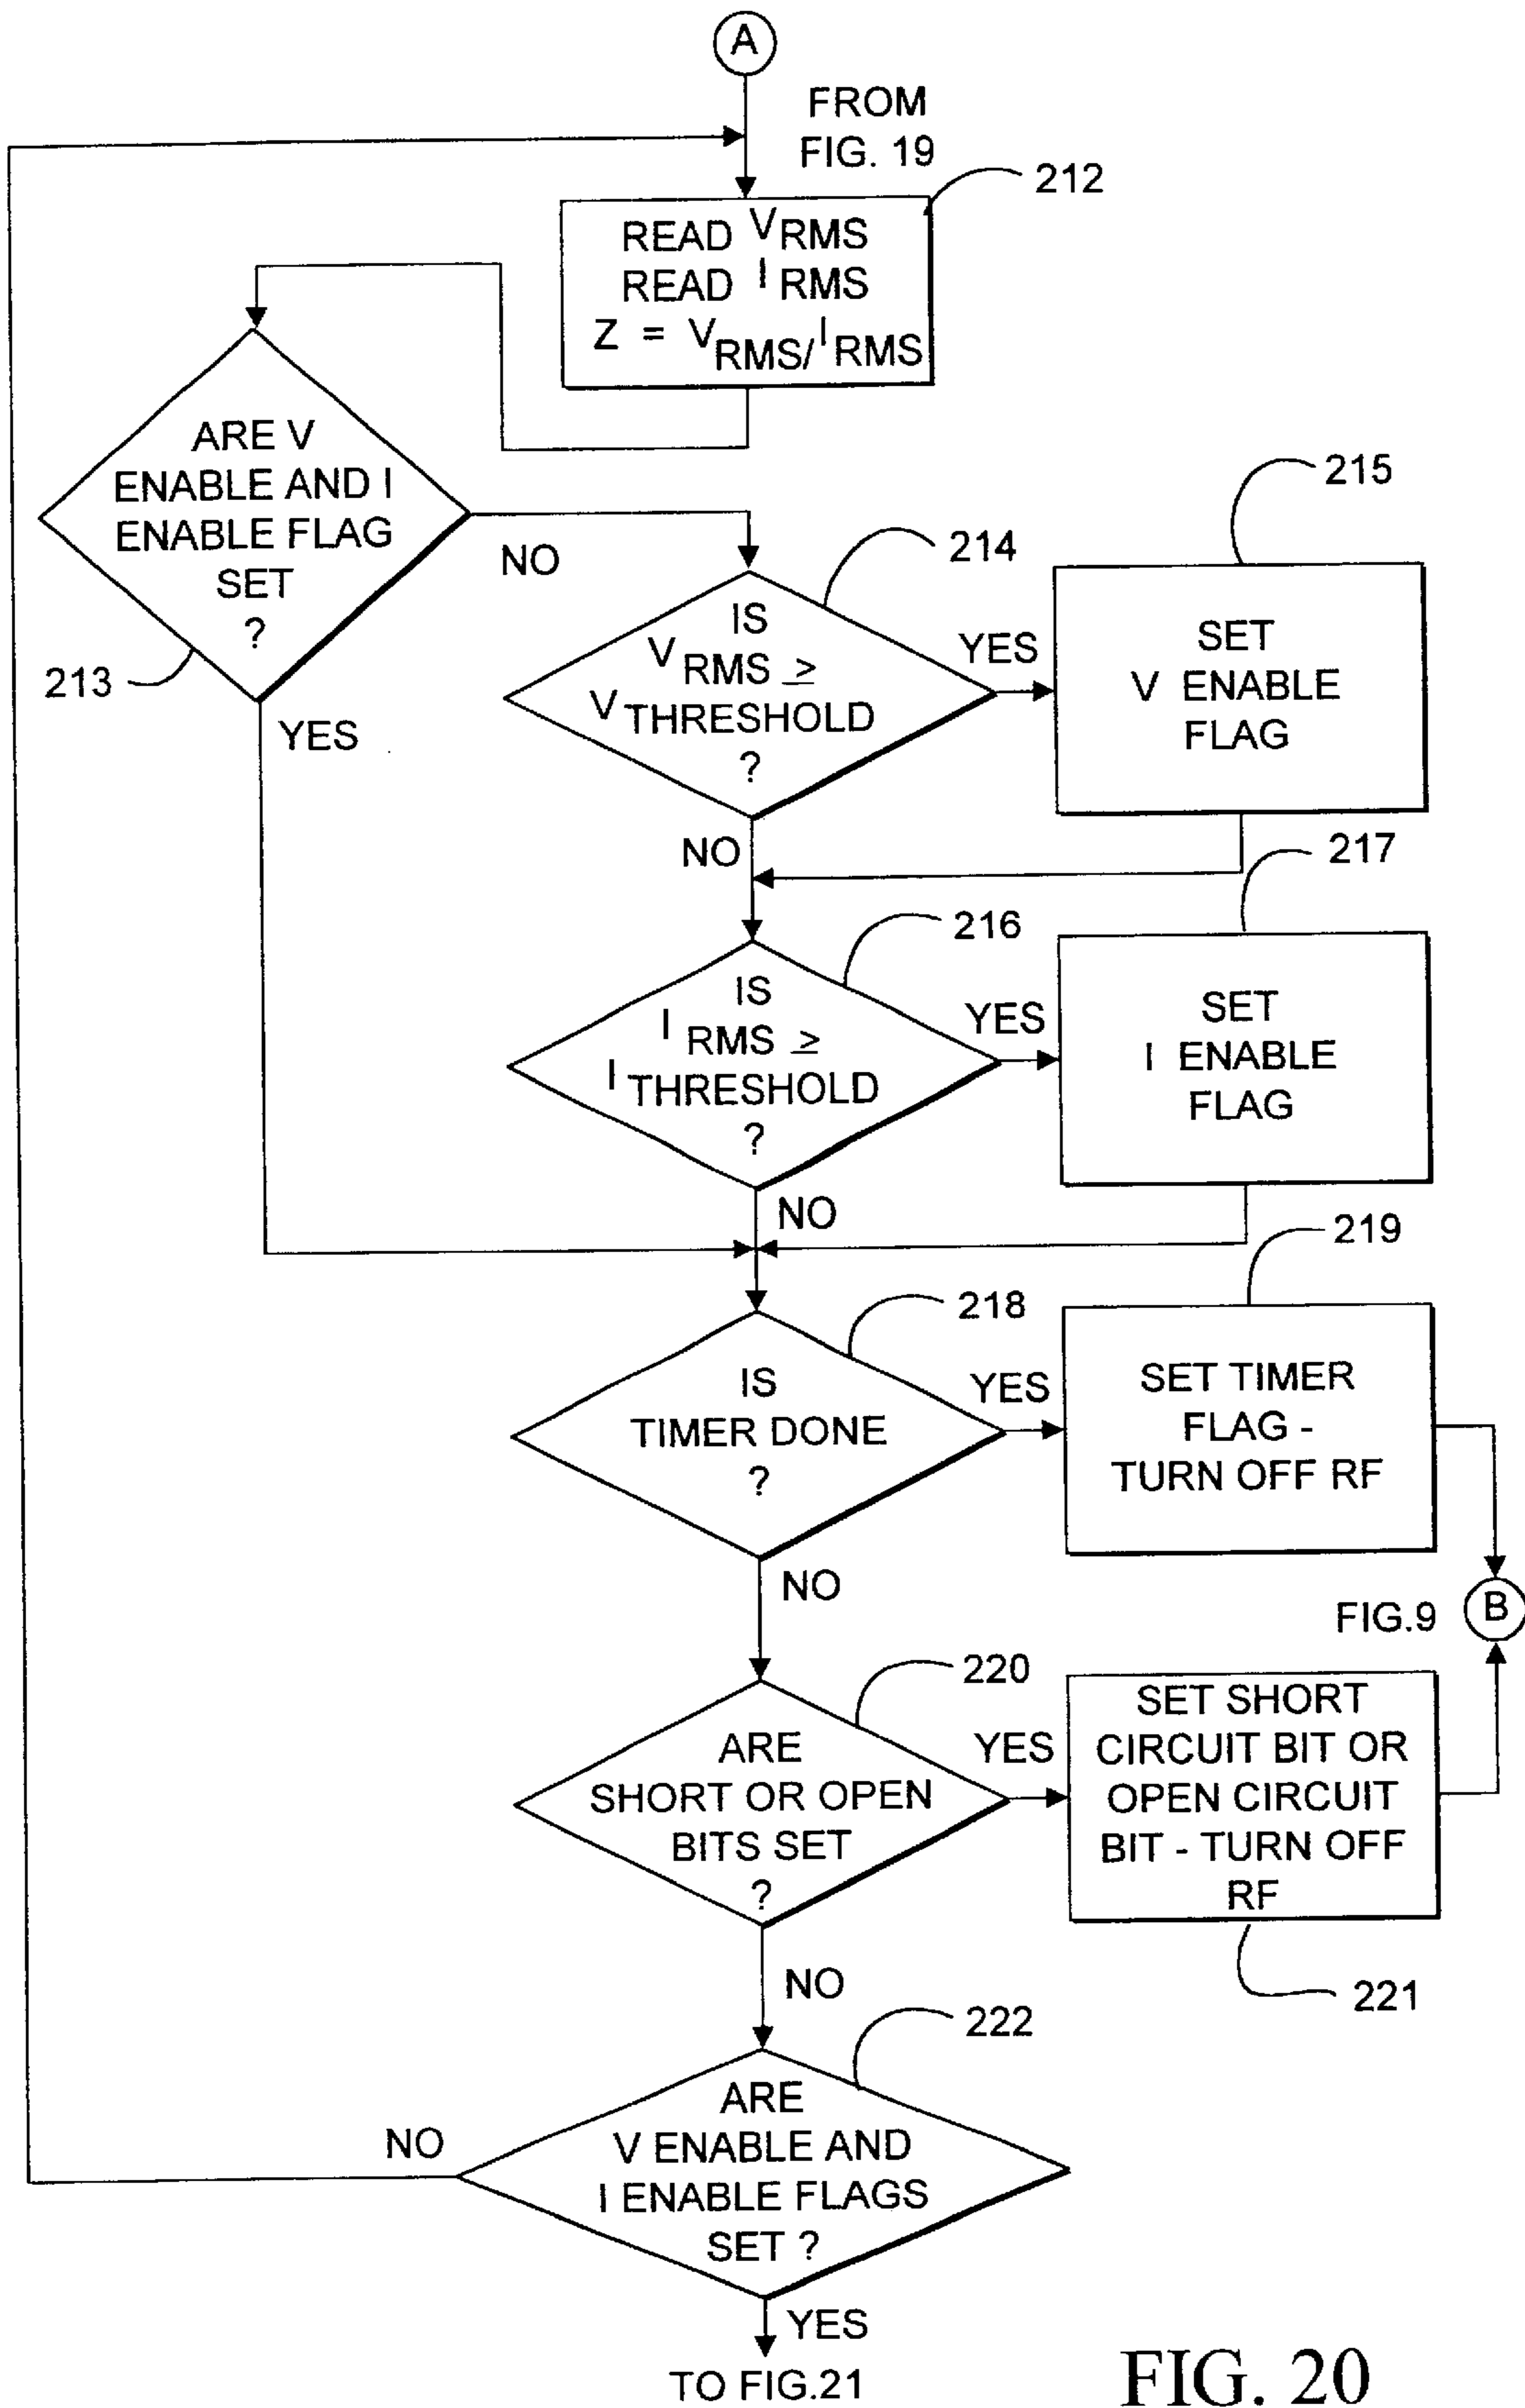 A
FROM
FIG. 19
212
READ VRMS
READ IRMS
Z = VRMS/IRMS
ARE V
ENABLE AND I
ENABLE FLAG
SET
?
213
NO
YES
214
IS
VRMS ≥
VTHRESHOLD
?
YES
NO
215
SET
V ENABLE
FLAG
216
IS
IRMS ≥
ITHRESHOLD
?
YES
NO
217
SET
I ENABLE
FLAG
218
IS
TIMER DONE
?
YES
NO
219
SET TIMER
FLAG -
TURN OFF RF
FIG.9
B
220
ARE
SHORT OR OPEN
BITS SET
?
YES
NO
SET SHORT
CIRCUIT BIT OR
OPEN CIRCUIT
BIT - TURN OFF
RF
221
222
ARE
V ENABLE AND
I ENABLE FLAGS
SET ?
NO
YES
TO FIG.21
FIG. 20